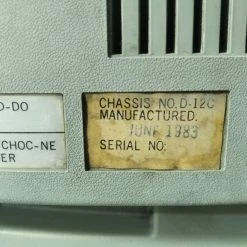 D-DO
CHOC-NE
ER
CHASSIS NO. D-12C
MANUFACTURED.
JUNE 1983
SERIAL NO: